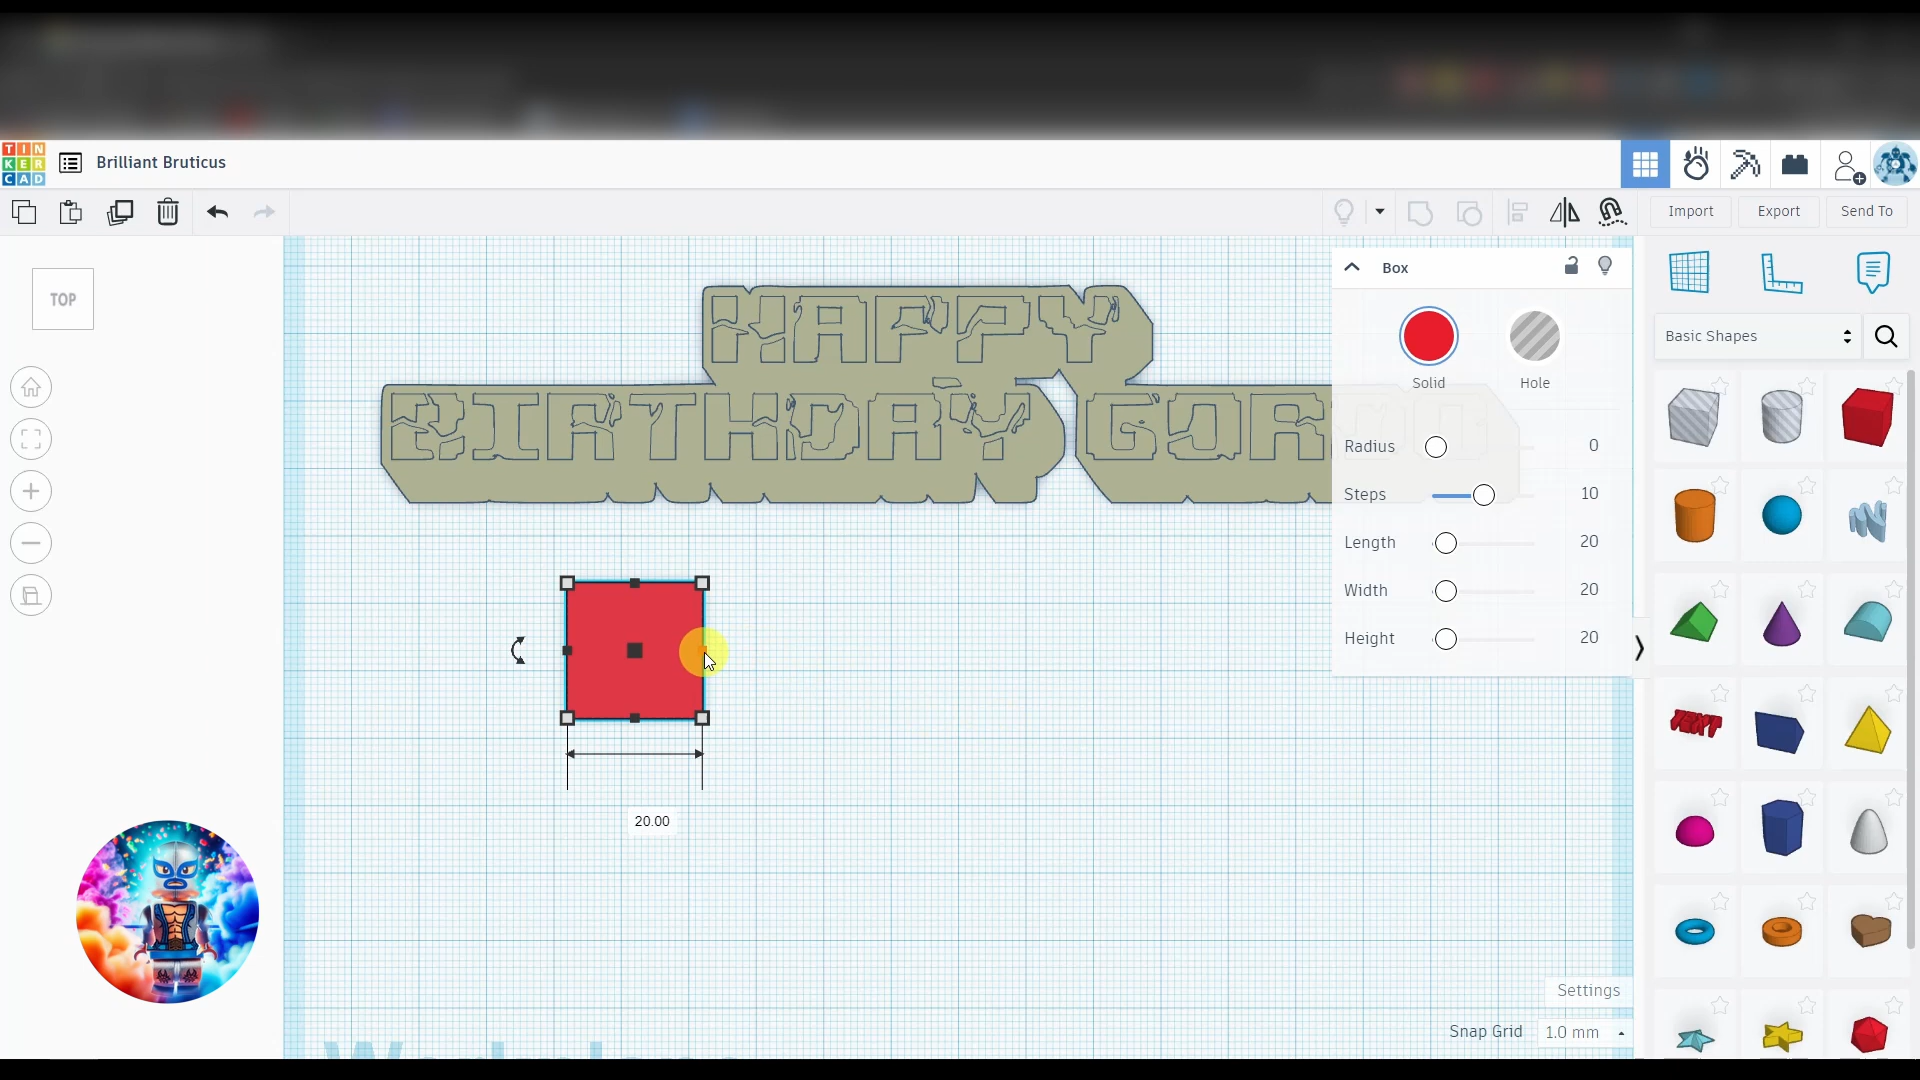 TIN
KER
CAD
Brilliant Bruticus
Import
Export
Send To
TOP
HAPPY
BIRTHDAY
Box
Solid
Hole
Radius 0
Steps 10
Length 20
Width 20
Height 20
Basic Shapes
TEXT
20.00
Settings
Snap Grid 1.0 mm